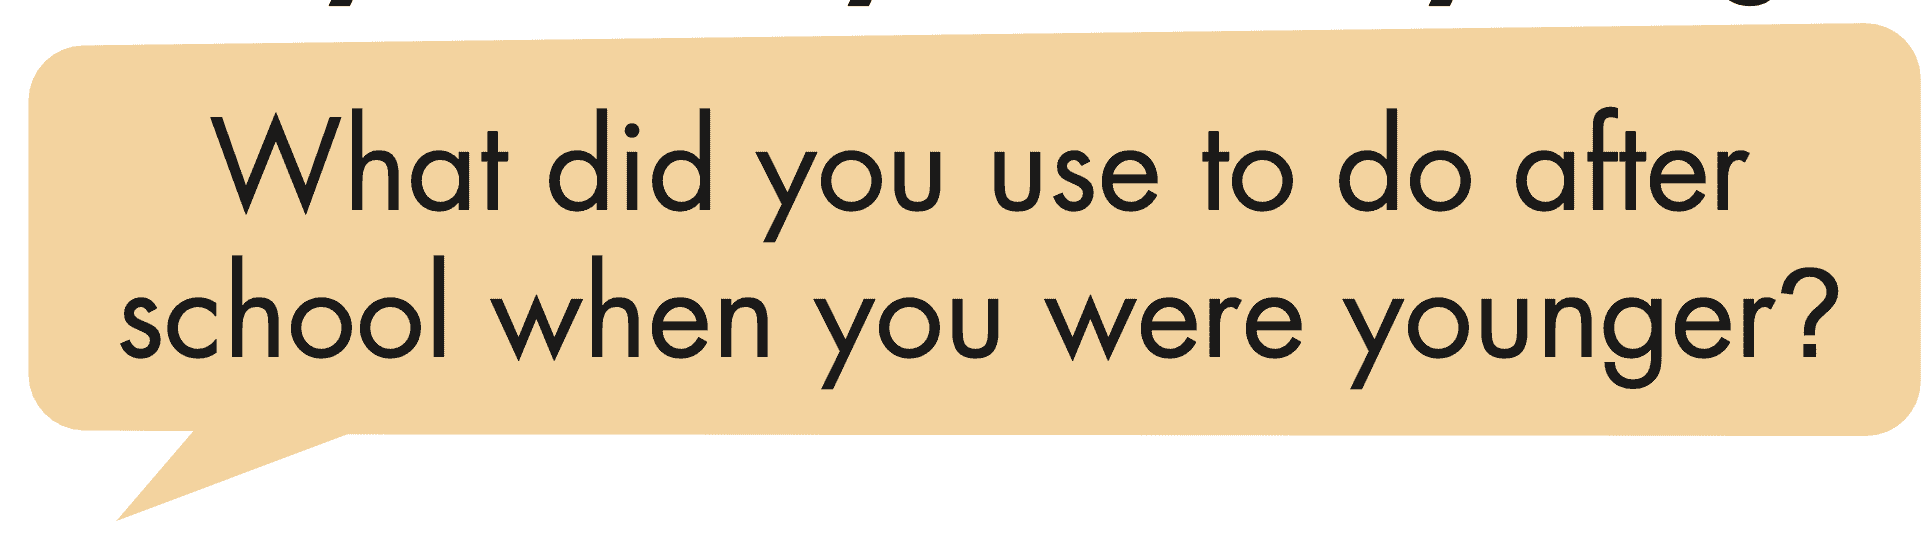 What did you use to do after
school when you were younger?